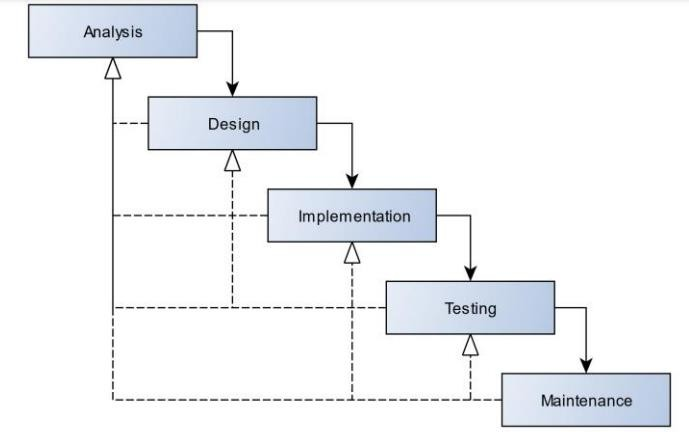 Analysis
Design
Implementation
Testing
Maintenance